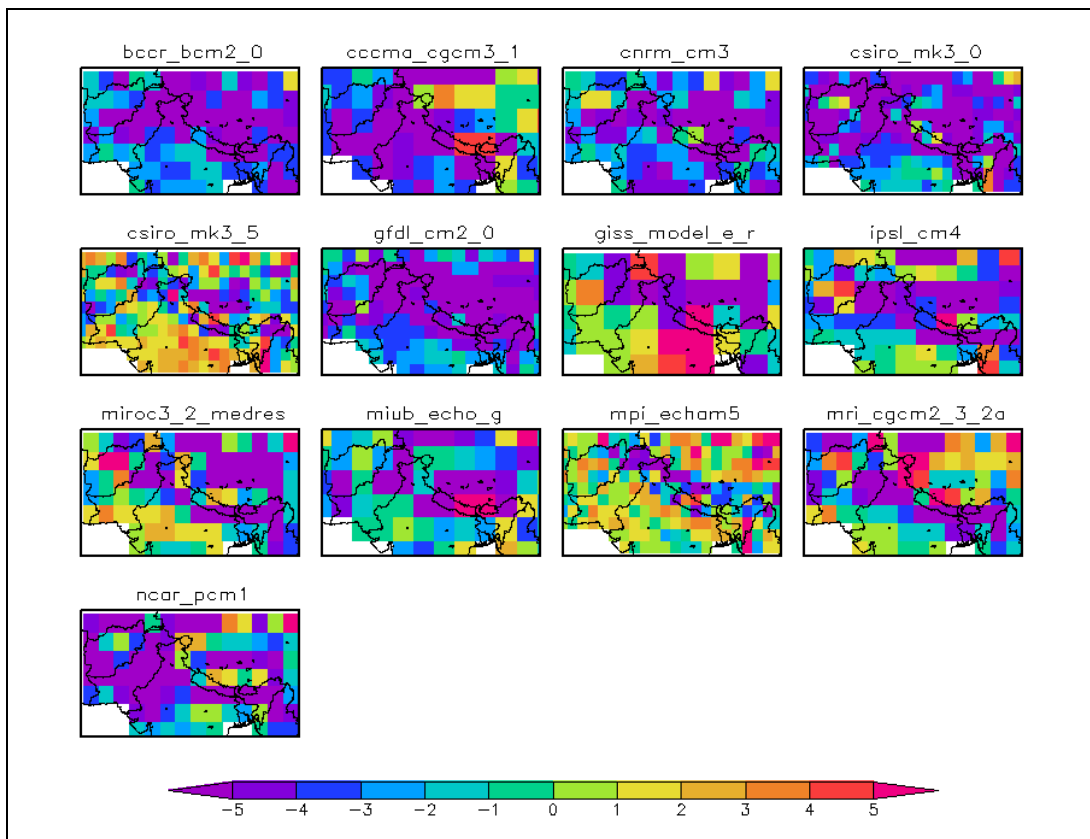 bccr_bcm2_0 cccma_cgcm3_1 cnrm_cm3 csiro_mk3_0
csiro_mk3_5 gfdl_cm2_0 giss_model_e_r ipsl_cm4
miroc3_2_medres miub_echo_g mpi_echam5 mri_cgcm2_3_2a
ncar_pcm1
-5 -4 -3 -2 -1 0 1 2 3 4 5